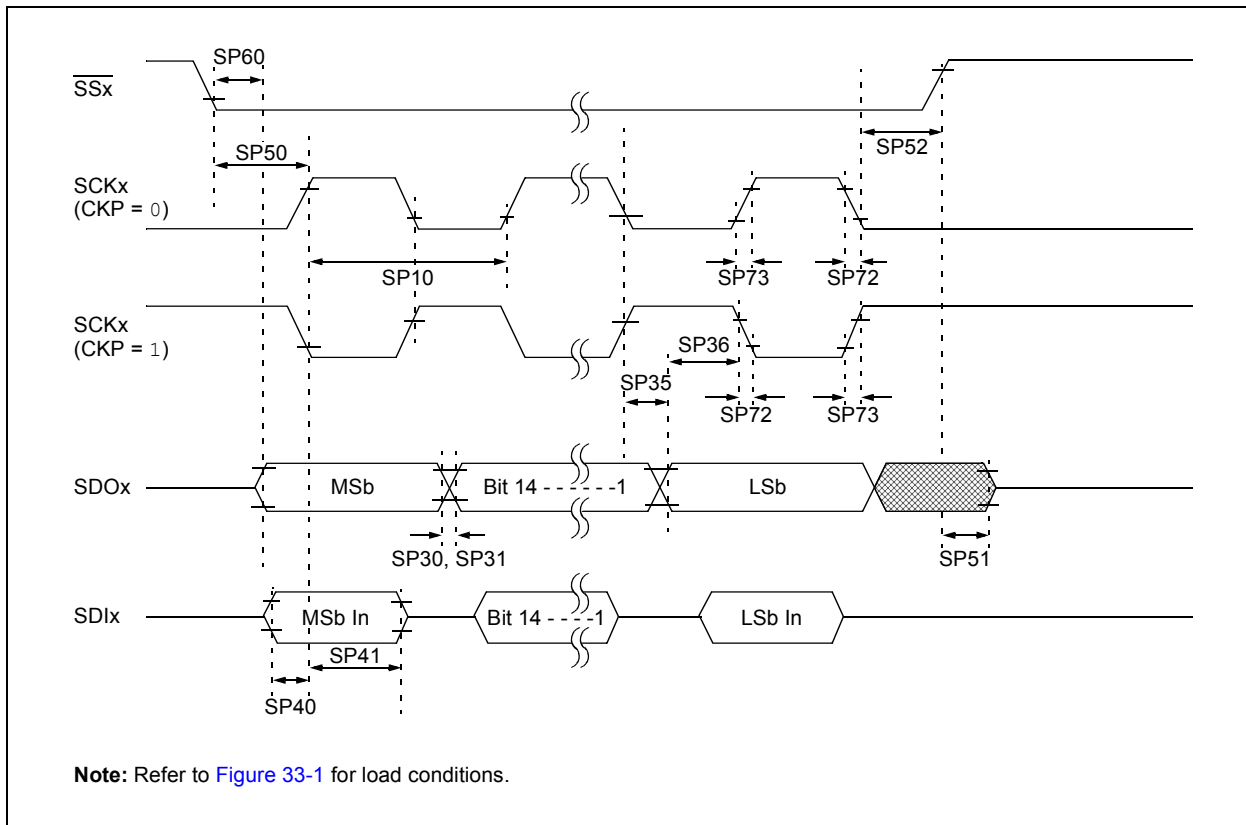 SP60
SSx
SP50
SP52
SCKx
(CKP = 0)
SP10
SP73
SP72
SCKx
(CKP = 1)
SP36
SP35
SP72
SP73
SDOx
MSb
Bit 14 - - - - - -1
LSb
SP30, SP31
SP51
SDIx
MSb In
Bit 14 - - - -1
LSb In
SP41
SP40
Note: Refer to Figure 33-1 for load conditions.